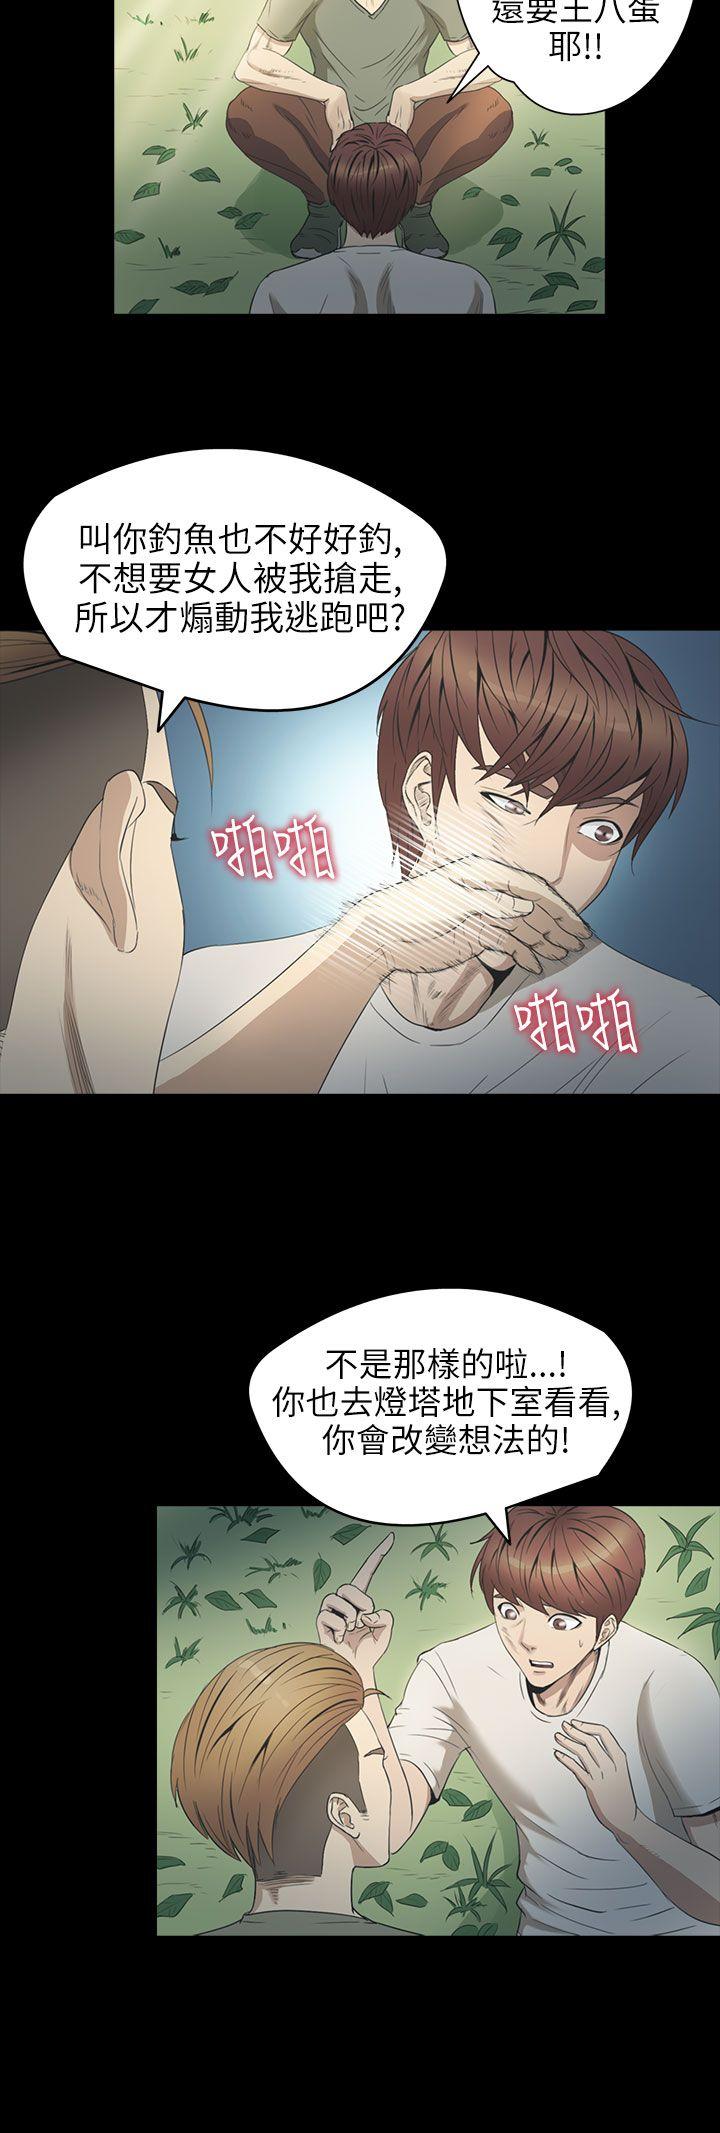 還要王八蛋
耶!!
叫你釣魚也不好好釣,
不想要女人被我搶走,
所以才煽動我逃跑吧?
啪啪
啪啪
不是那樣的啦...!
你也去燈塔地下室看看,
你會改變想法的!